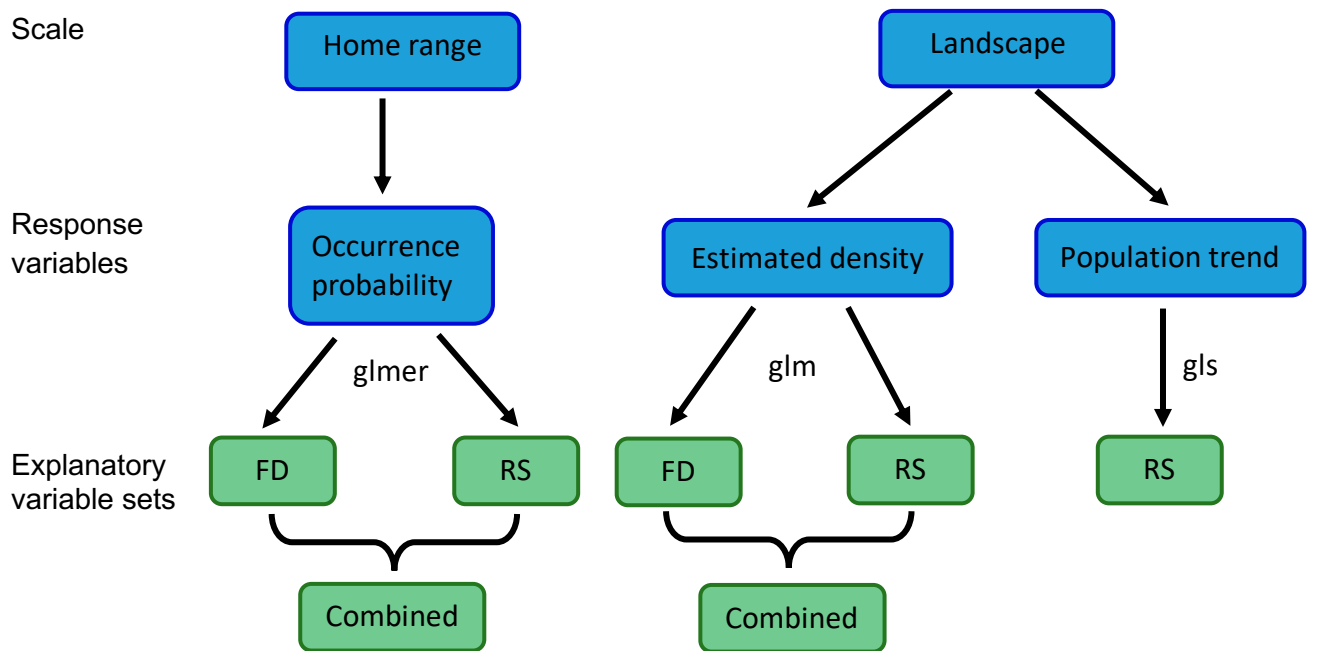 Scale
Home range
Landscape
Response
variables
Occurrence
probability
Estimated density
Population trend
glmer
glm
gls
Explanatory
variable sets
FD
RS
FD
RS
RS
Combined
Combined